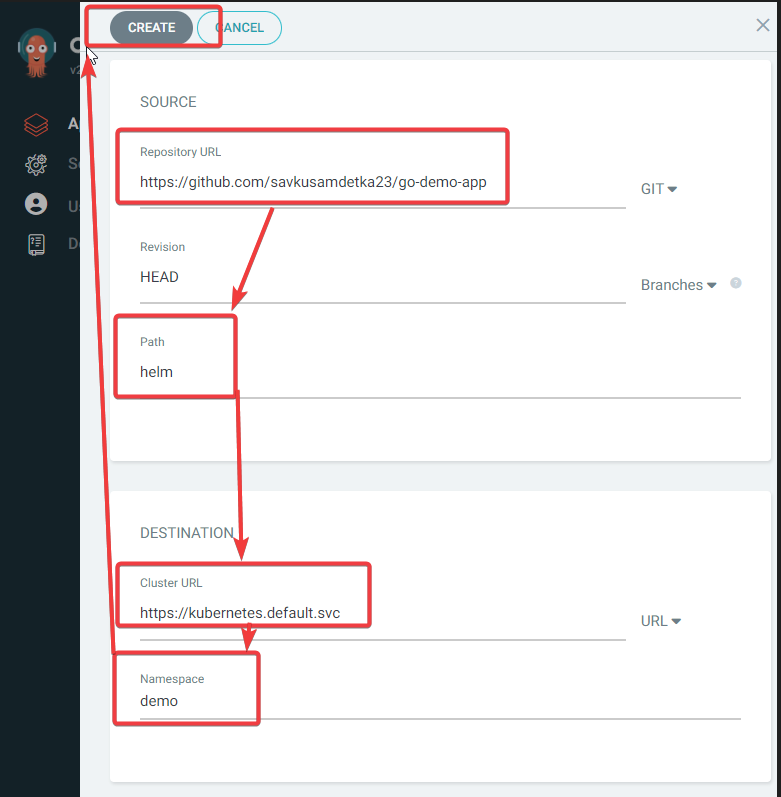 CREATE
CANCEL
SOURCE
Repository URL
https://github.com/savkusamdetka23/go-demo-app
GIT
Revision
HEAD
Branches
?
Path
helm
DESTINATION
Cluster URL
https://kubernetes.default.svc
URL
Namespace
demo